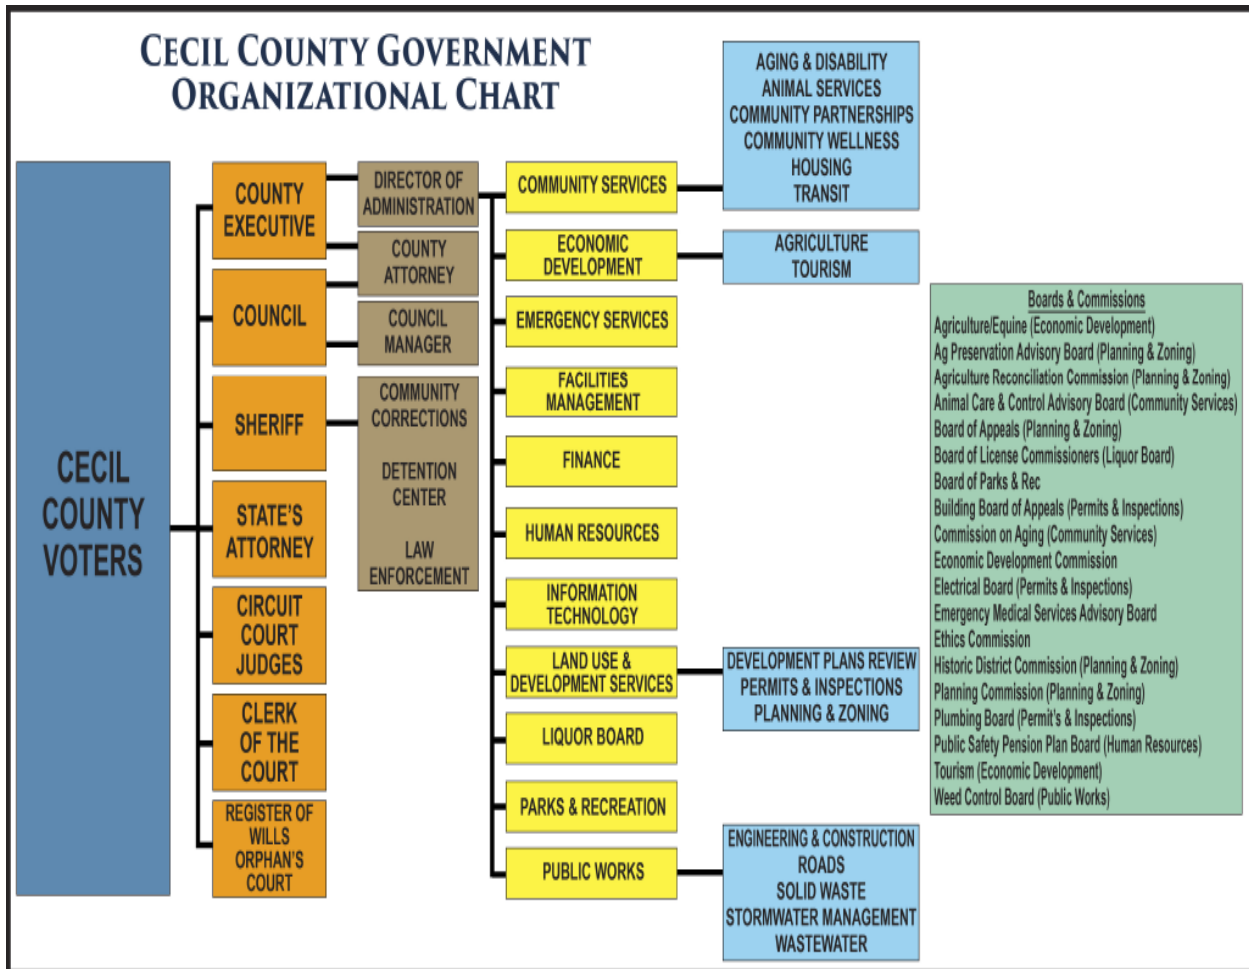 CECIL COUNTY GOVERNMENT
ORGANIZATIONAL CHART
CECIL
COUNTY
VOTERS
COUNTY
EXECUTIVE
COUNCIL
SHERIFF
STATE'S
ATTORNEY
CIRCUIT
COURT
JUDGES
CLERK
OF THE
COURT
REGISTER OF
WILLS
ORPHAN'S
COURT
DIRECTOR OF
ADMINISTRATION
COUNTY
ATTORNEY
COUNCIL
MANAGER
COMMUNITY
CORRECTIONS
DETENTION
CENTER
LAW
ENFORCEMENT
COMMUNITY SERVICES
ECONOMIC
DEVELOPMENT
EMERGENCY SERVICES
FACILITIES
MANAGEMENT
FINANCE
HUMAN RESOURCES
INFORMATION
TECHNOLOGY
LAND USE &
DEVELOPMENT SERVICES
LIQUOR BOARD
PARKS & RECREATION
PUBLIC WORKS
AGING & DISABILITY
ANIMAL SERVICES
COMMUNITY PARTNERSHIPS
COMMUNITY WELLNESS
HOUSING
TRANSIT
AGRICULTURE
TOURISM
DEVELOPMENT PLANS REVIEW
PERMITS & INSPECTIONS
PLANNING & ZONING
ENGINEERING & CONSTRUCTION
ROADS
SOLID WASTE
STORMWATER MANAGEMENT
WASTEWATER
Boards & Commissions
Agriculture/Equine (Economic Development)
Ag Preservation Advisory Board (Planning & Zoning)
Agriculture Reconciliation Commission (Planning & Zoning)
Animal Care & Control Advisory Board (Community Services)
Board of Appeals (Planning & Zoning)
Board of License Commissioners (Liquor Board)
Board of Parks & Rec
Building Board of Appeals (Permits & Inspections)
Commission on Aging (Community Services)
Economic Development Commission
Electrical Board (Permits & Inspections)
Emergency Medical Services Advisory Board
Ethics Commission
Historic District Commission (Planning & Zoning)
Planning Commission (Planning & Zoning)
Plumbing Board (Permit's & Inspections)
Public Safety Pension Plan Board (Human Resources)
Tourism (Economic Development)
Weed Control Board (Public Works)